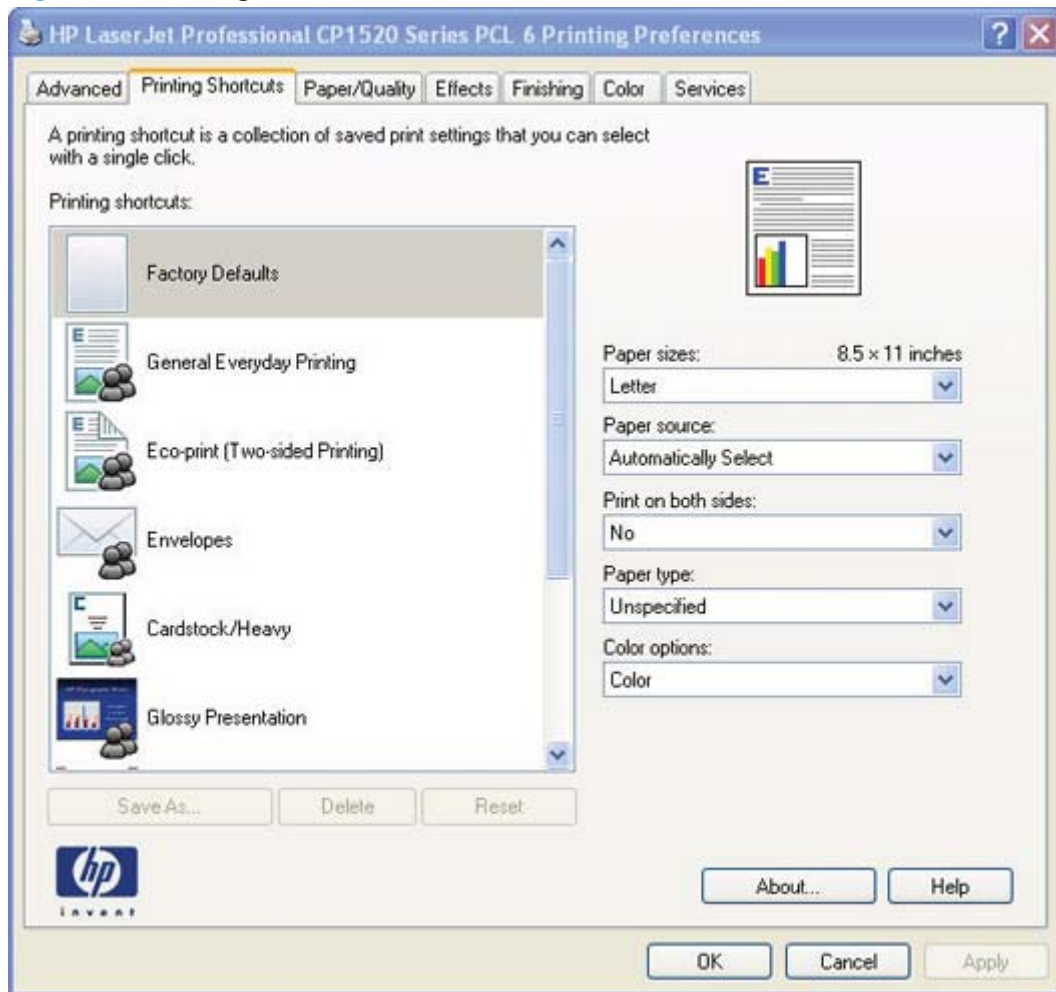 HP LaserJet Professional CP1520 Series PCL 6 Printing Preferences
Advanced Printing Shortcuts Paper/Quality Effects Finishing Color Services
A printing shortcut is a collection of saved print settings that you can select
with a single click.
Printing shortcuts:
Factory Defaults
General Everyday Printing
Eco-print (Two-sided Printing)
Envelopes
Cardstock/Heavy
Glossy Presentation
E
Paper sizes: 8.5 × 11 inches
Letter
Paper source:
Automatically Select
Print on both sides:
No
Paper type:
Unspecified
Color options:
Color
Save As... Delete Reset
hp
invent
About... Help
OK Cancel Apply